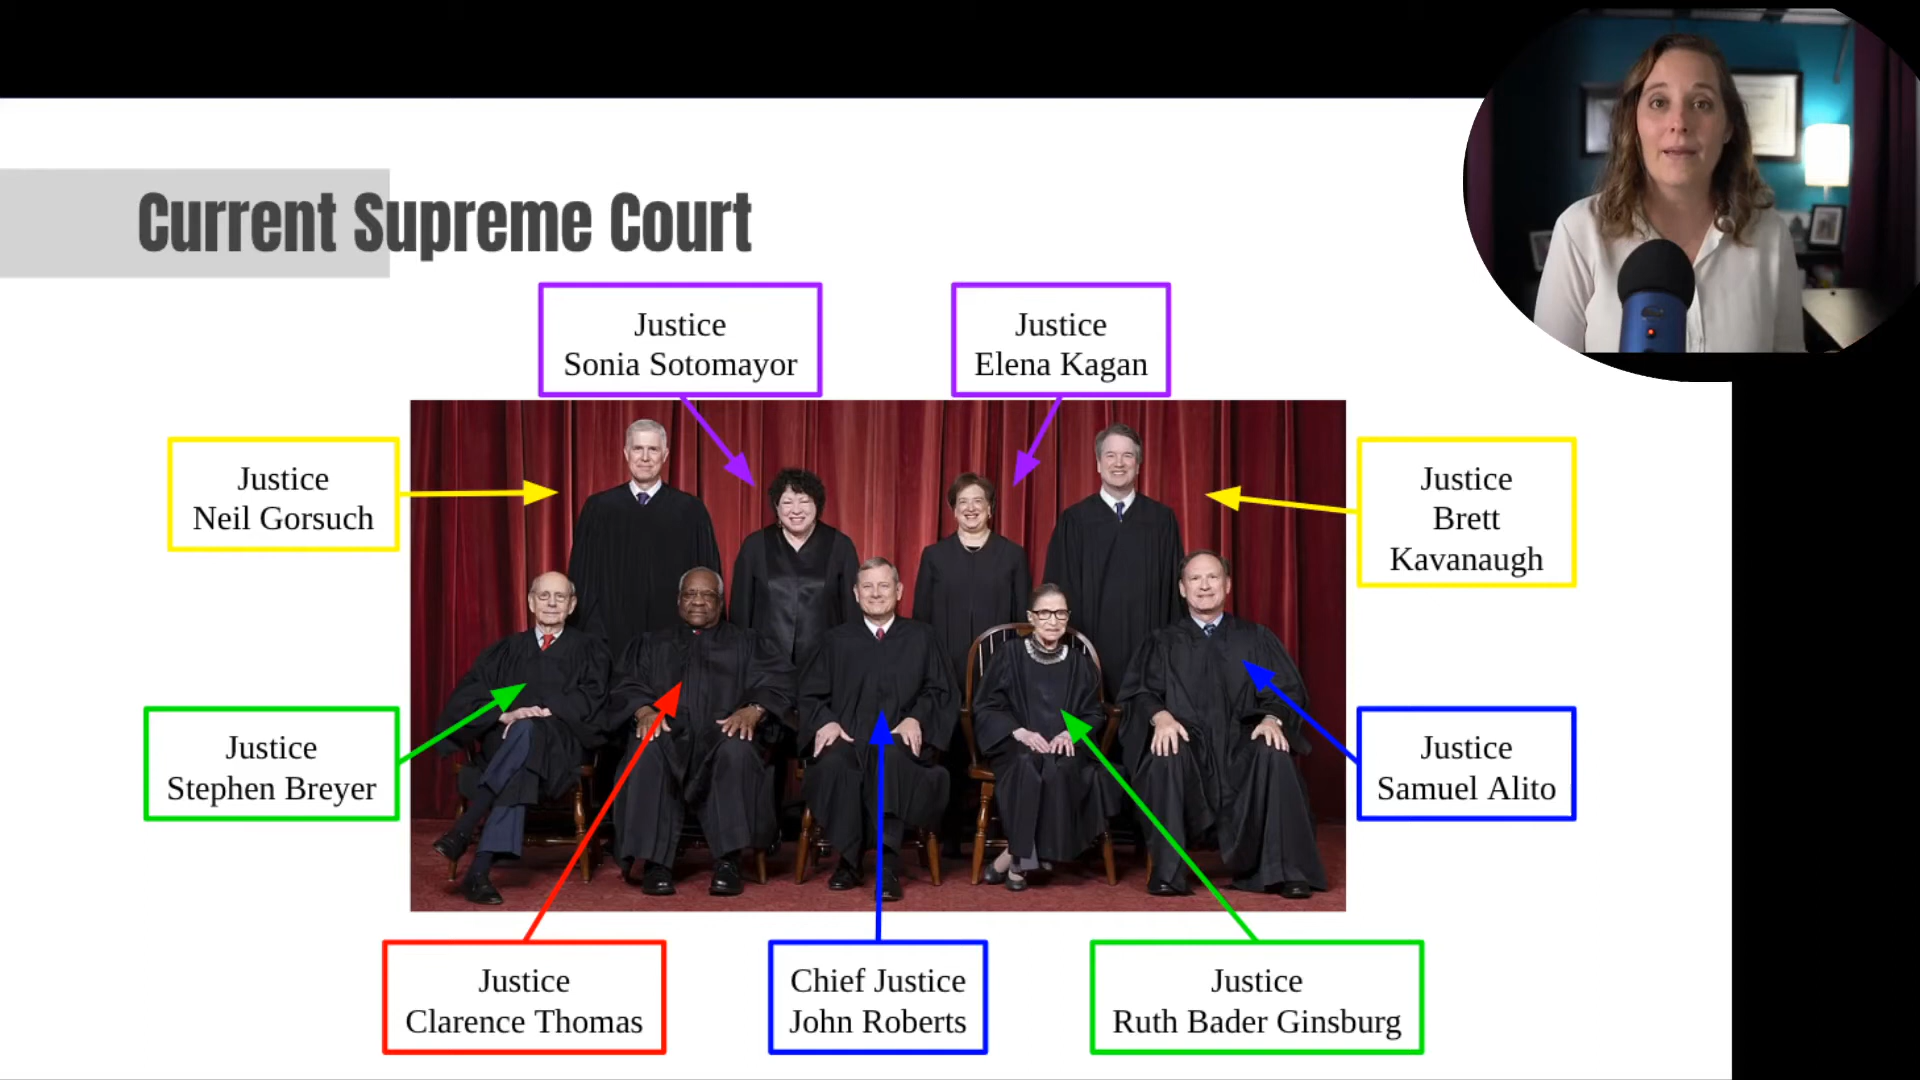 Current Supreme Court
Justice
Sonia Sotomayor
Justice
Elena Kagan
Justice
Neil Gorsuch
Justice
Brett
Kavanaugh
Justice
Stephen Breyer
Justice
Samuel Alito
Justice
Clarence Thomas
Chief Justice
John Roberts
Justice
Ruth Bader Ginsburg